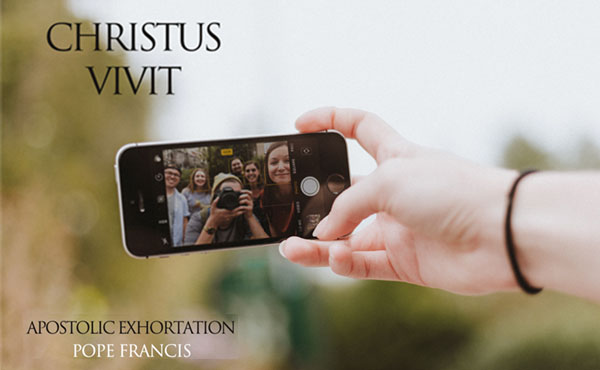 CHRISTUS
VIVIT
APOSTOLIC EXHORTATION
POPE FRANCIS